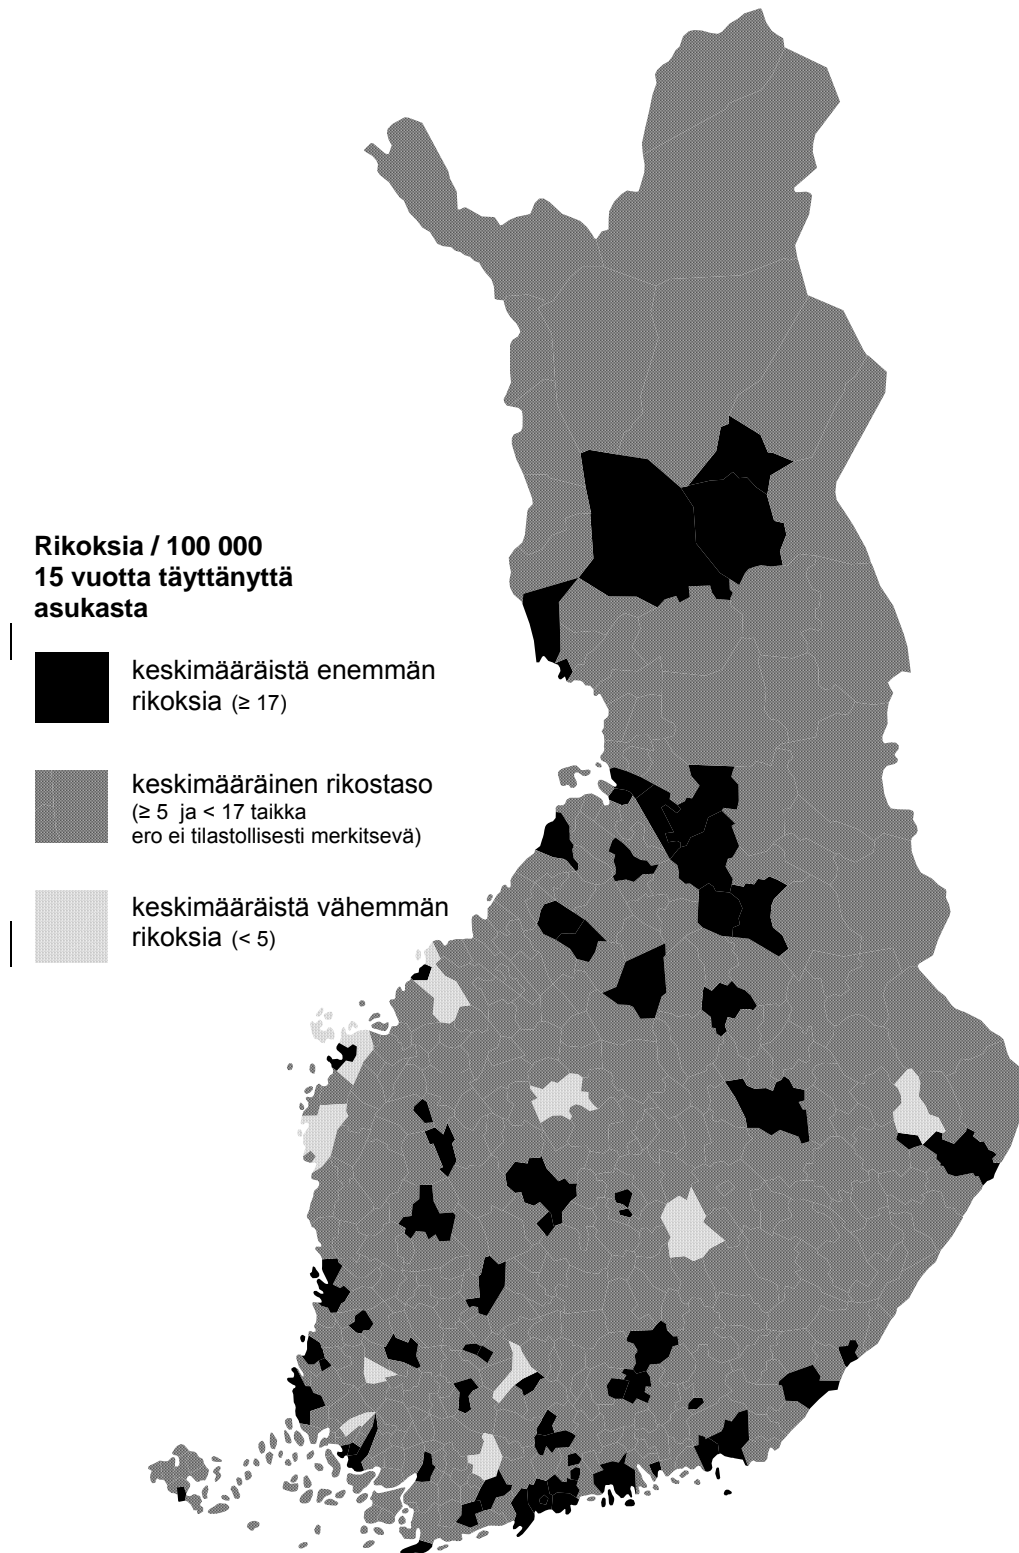 Rikoksia / 100 000
15 vuotta täyttänyttä
asukasta
keskimääräistä enemmän
rikoksia (≥ 17)
keskimääräinen rikostaso
(≥ 5 ja < 17 taikka
ero ei tilastollisesti merkitsevä)
keskimääräistä vähemmän
rikoksia (< 5)